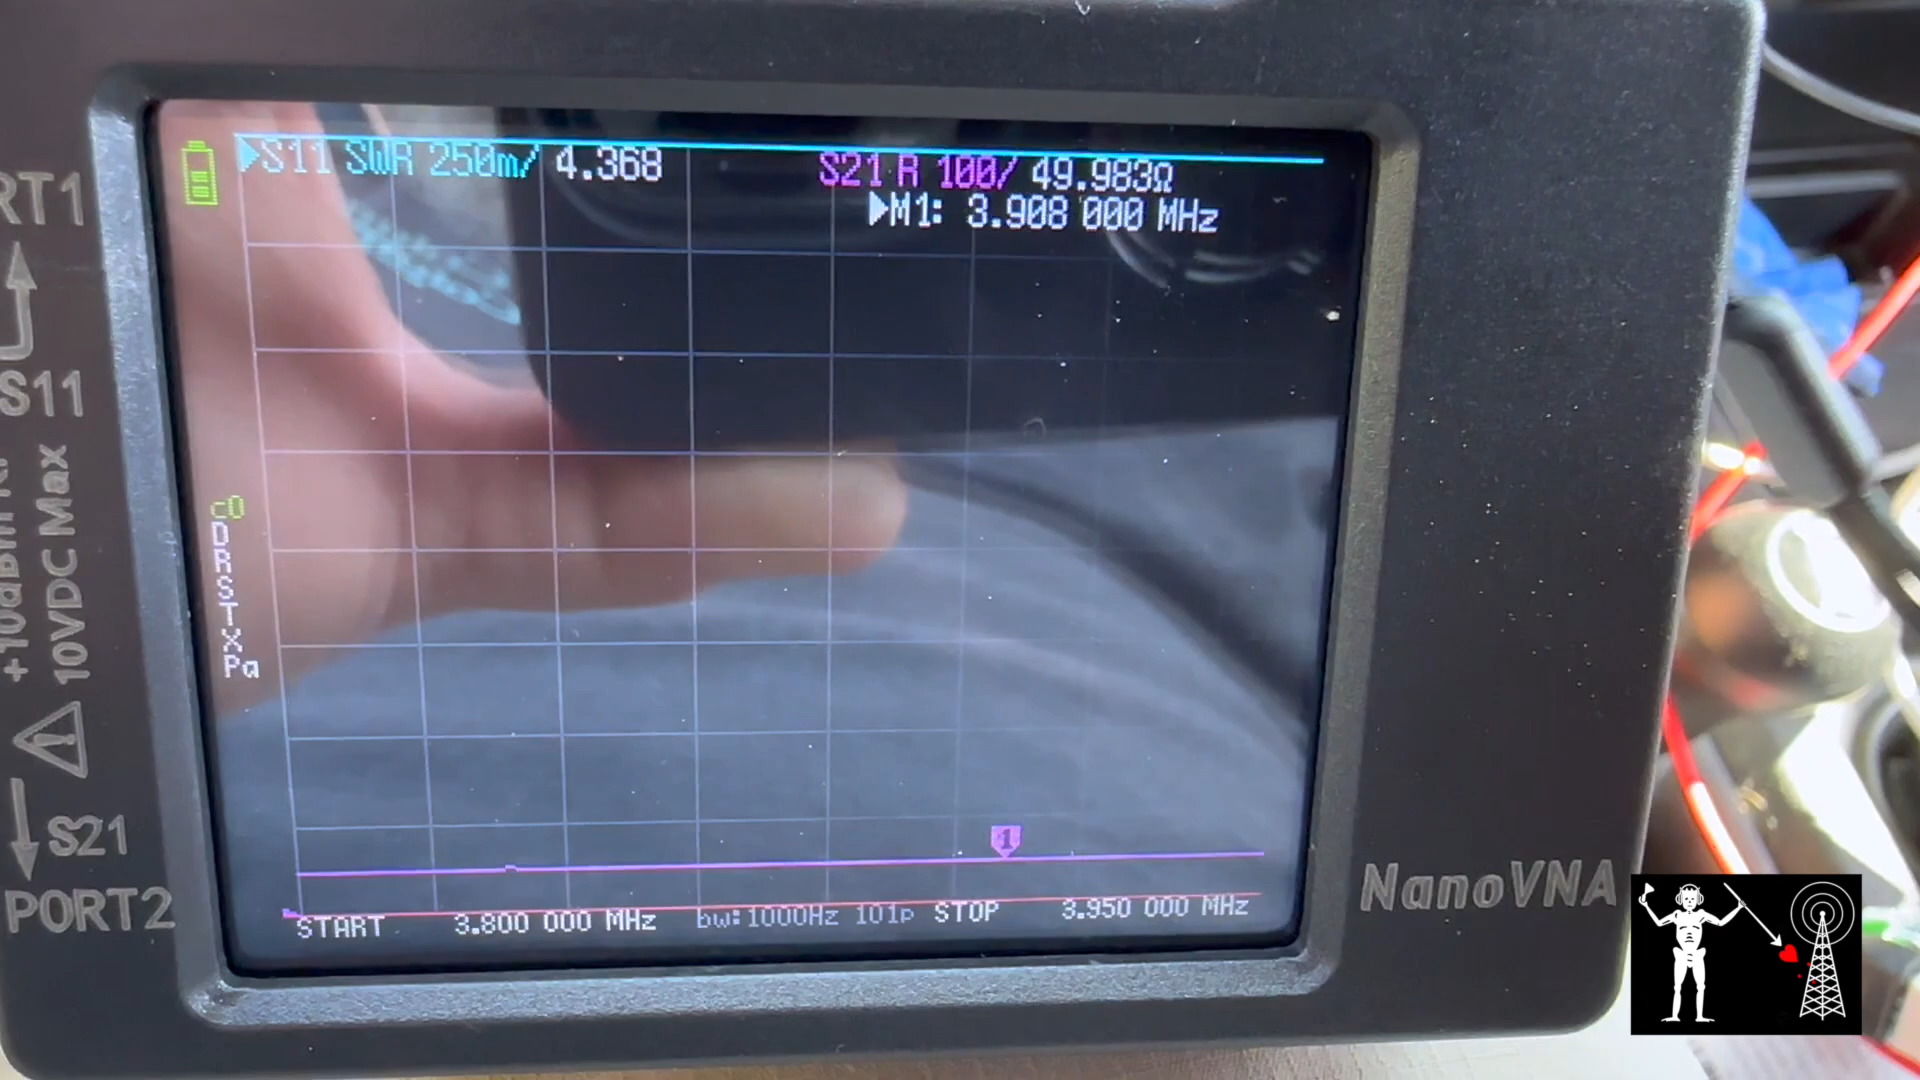 S11 SWR 250m/ 4.368
S21 R 100/ 49.983Ω
M1: 3.908 000 MHz
c0
D
R
S
T
X
Pa
1
START 3.800 000 MHz bw:1000Hz 101p STOP 3.950 000 MHz
RT1
S11
10VDC Max
S21
PORT2
NanoVNA